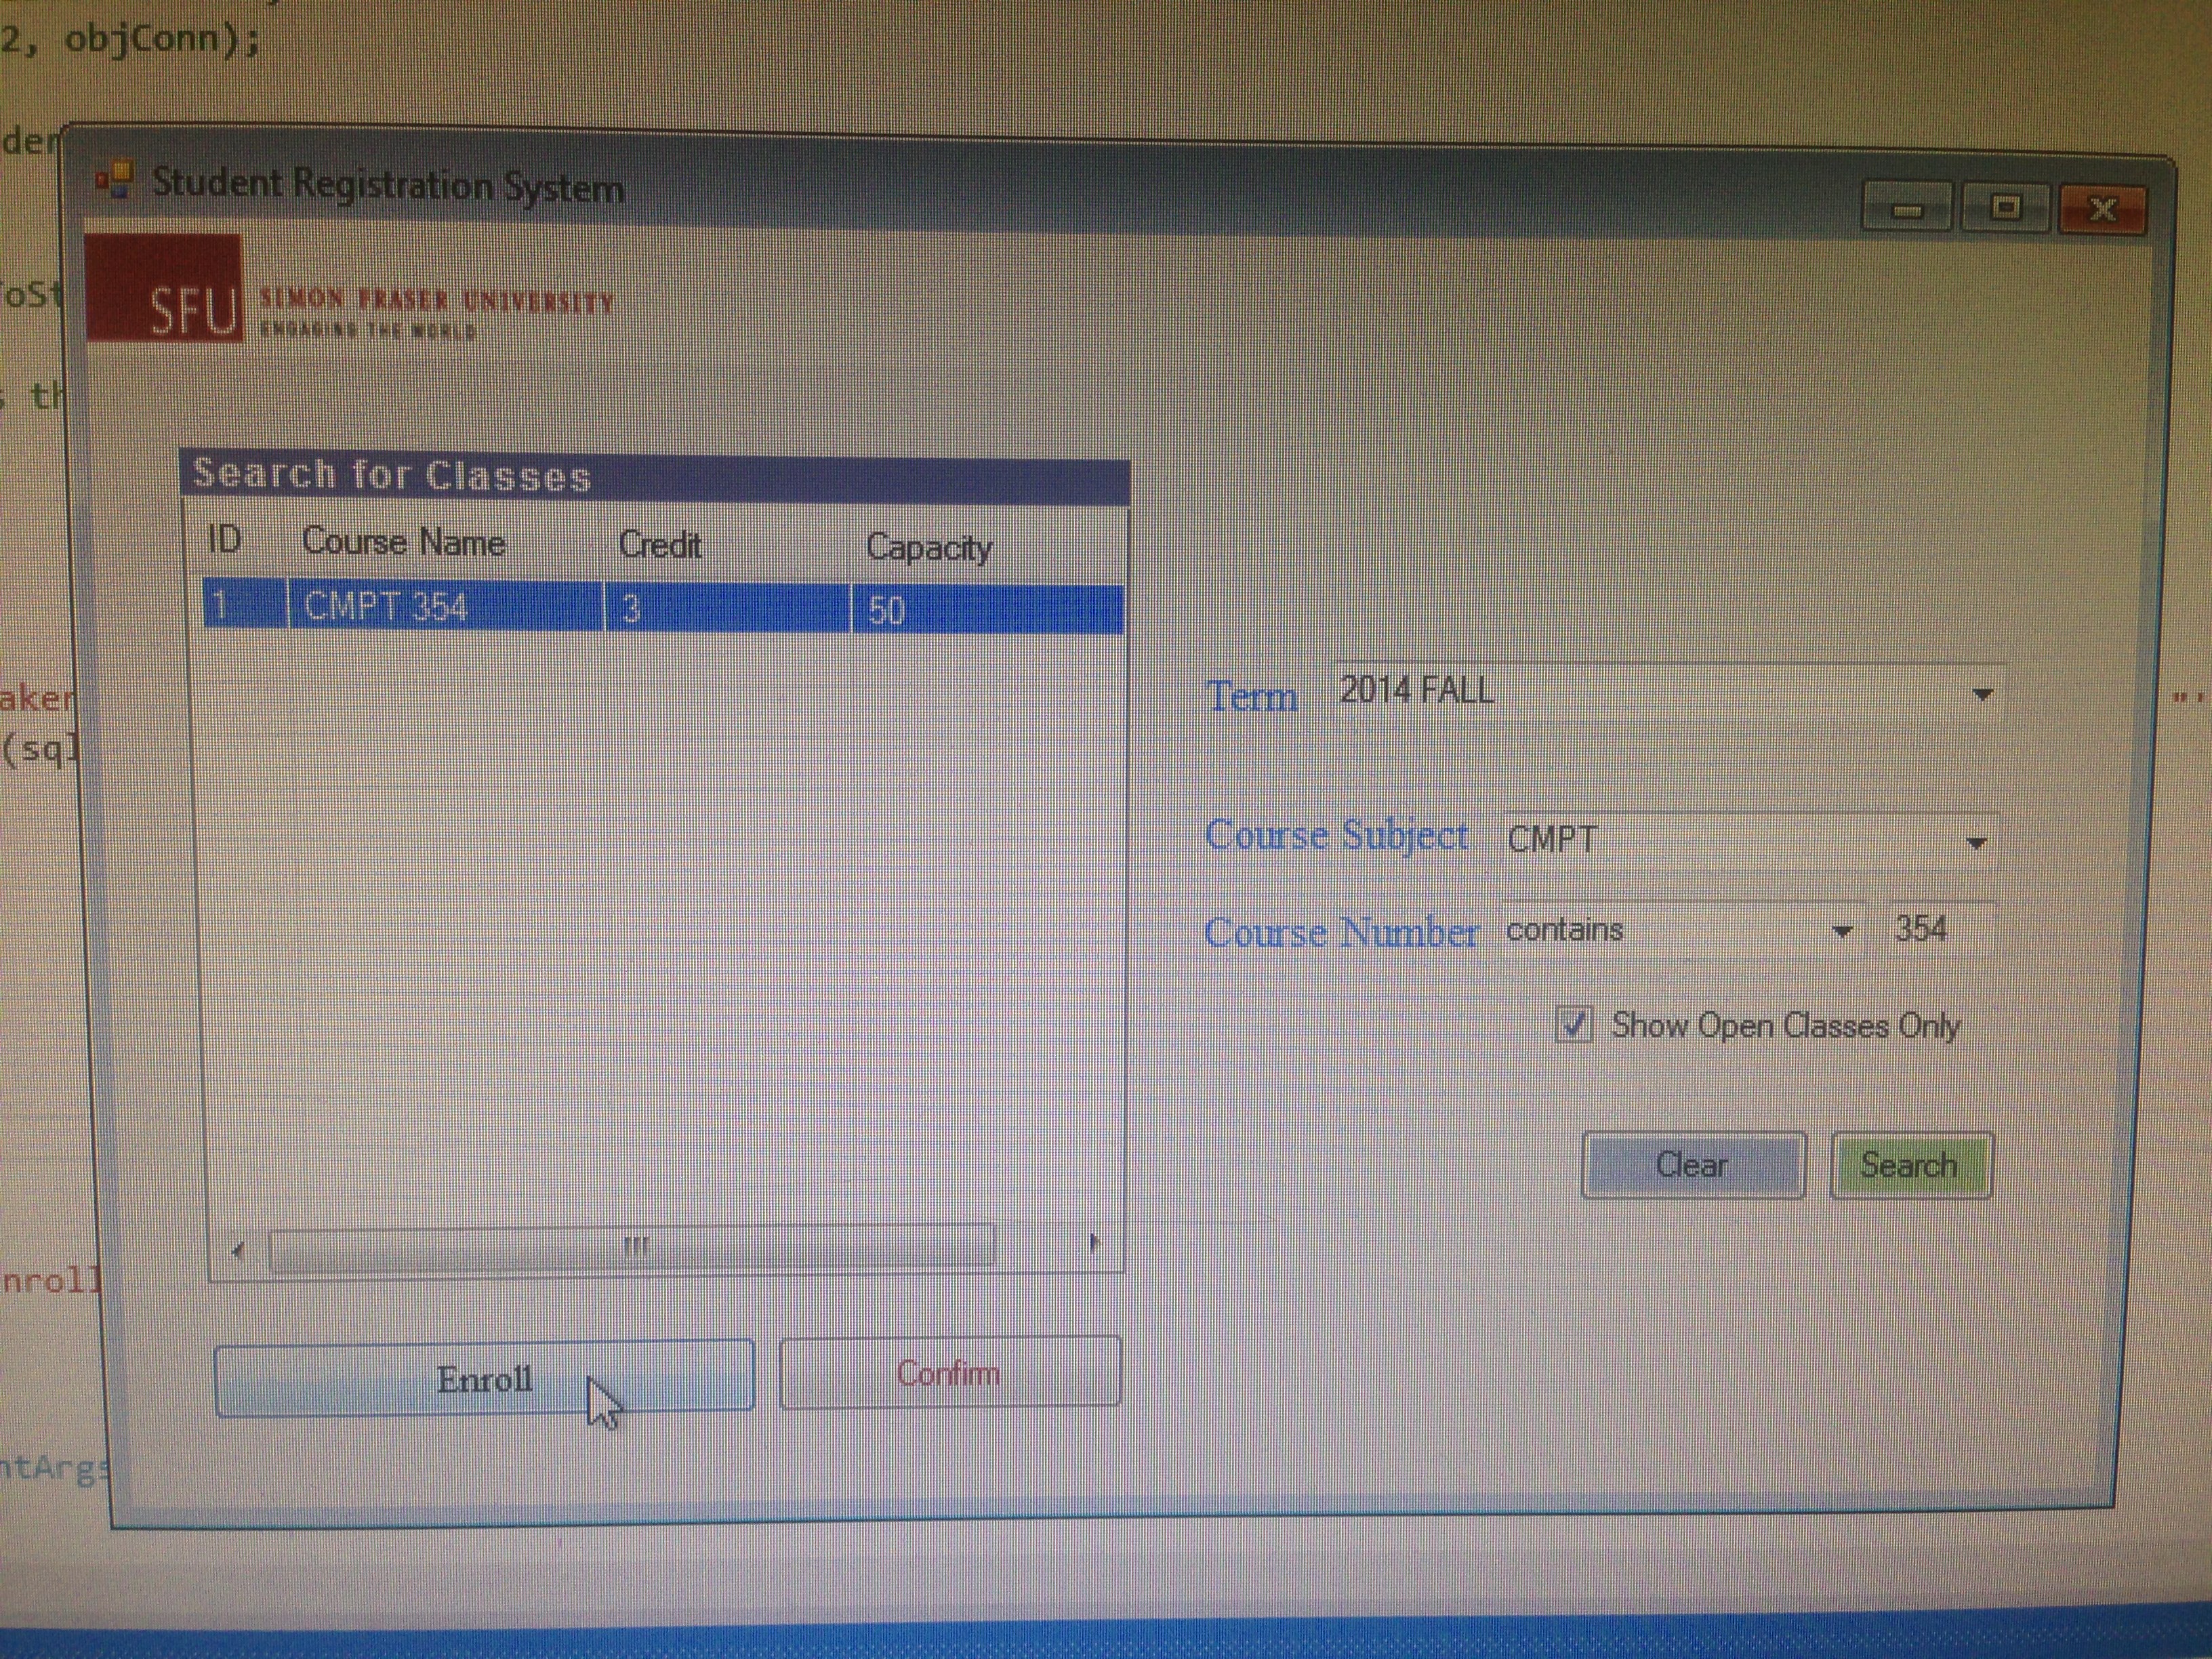 2, objConn);
der
Student Registration System
oSt
SFU SIMON FRASER UNIVERSITY
ENGAGING THE WORLD
th
Search for Classes
ID Course Name Credit Capacity
1 CMPT 354 3 50
aker
Term 2014 FALL
"'
(sql
Course Subject CMPT
Course Number contains 354
Show Open Classes Only
Clear Search
nroll
Enroll Confirm
ntArgs